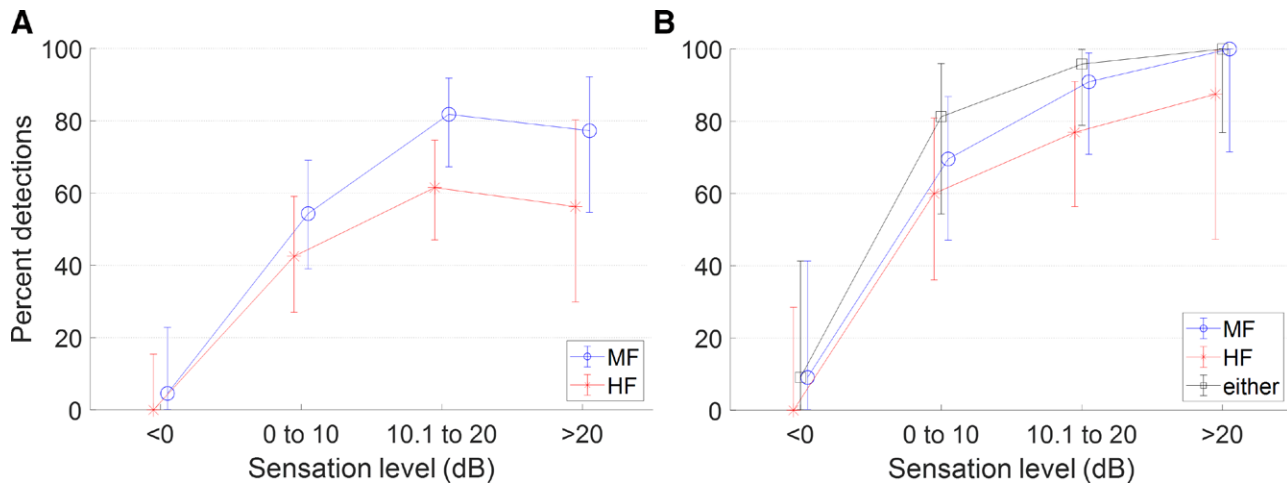 A
100
80
60
40
20
0
Percent detections
<0
0 to 10
10.1 to 20
>20
Sensation level (dB)
MF
HF
B
100
80
60
40
20
0
<0
0 to 10
10.1 to 20
>20
Sensation level (dB)
MF
HF
either